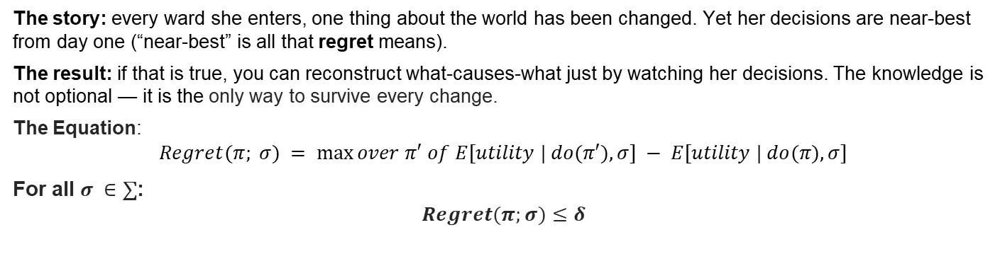 The story: every ward she enters, one thing about the world has been changed. Yet her decisions are near-best
from day one (“near-best” is all that regret means).
The result: if that is true, you can reconstruct what-causes-what just by watching her decisions. The knowledge is
not optional — it is the only way to survive every change.
The Equation:
Regret(π; σ) = max over π′ of E[utility | do(π′), σ] − E[utility | do(π), σ]
For all σ ∈ ∑:
Regret(π; σ) ≤ δ